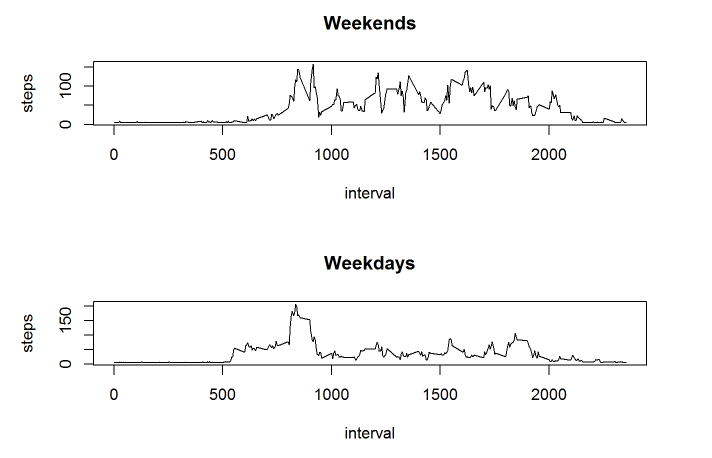 Weekends
steps
100
0
0 500 1000 1500 2000
interval
Weekdays
steps
150
0
0 500 1000 1500 2000
interval